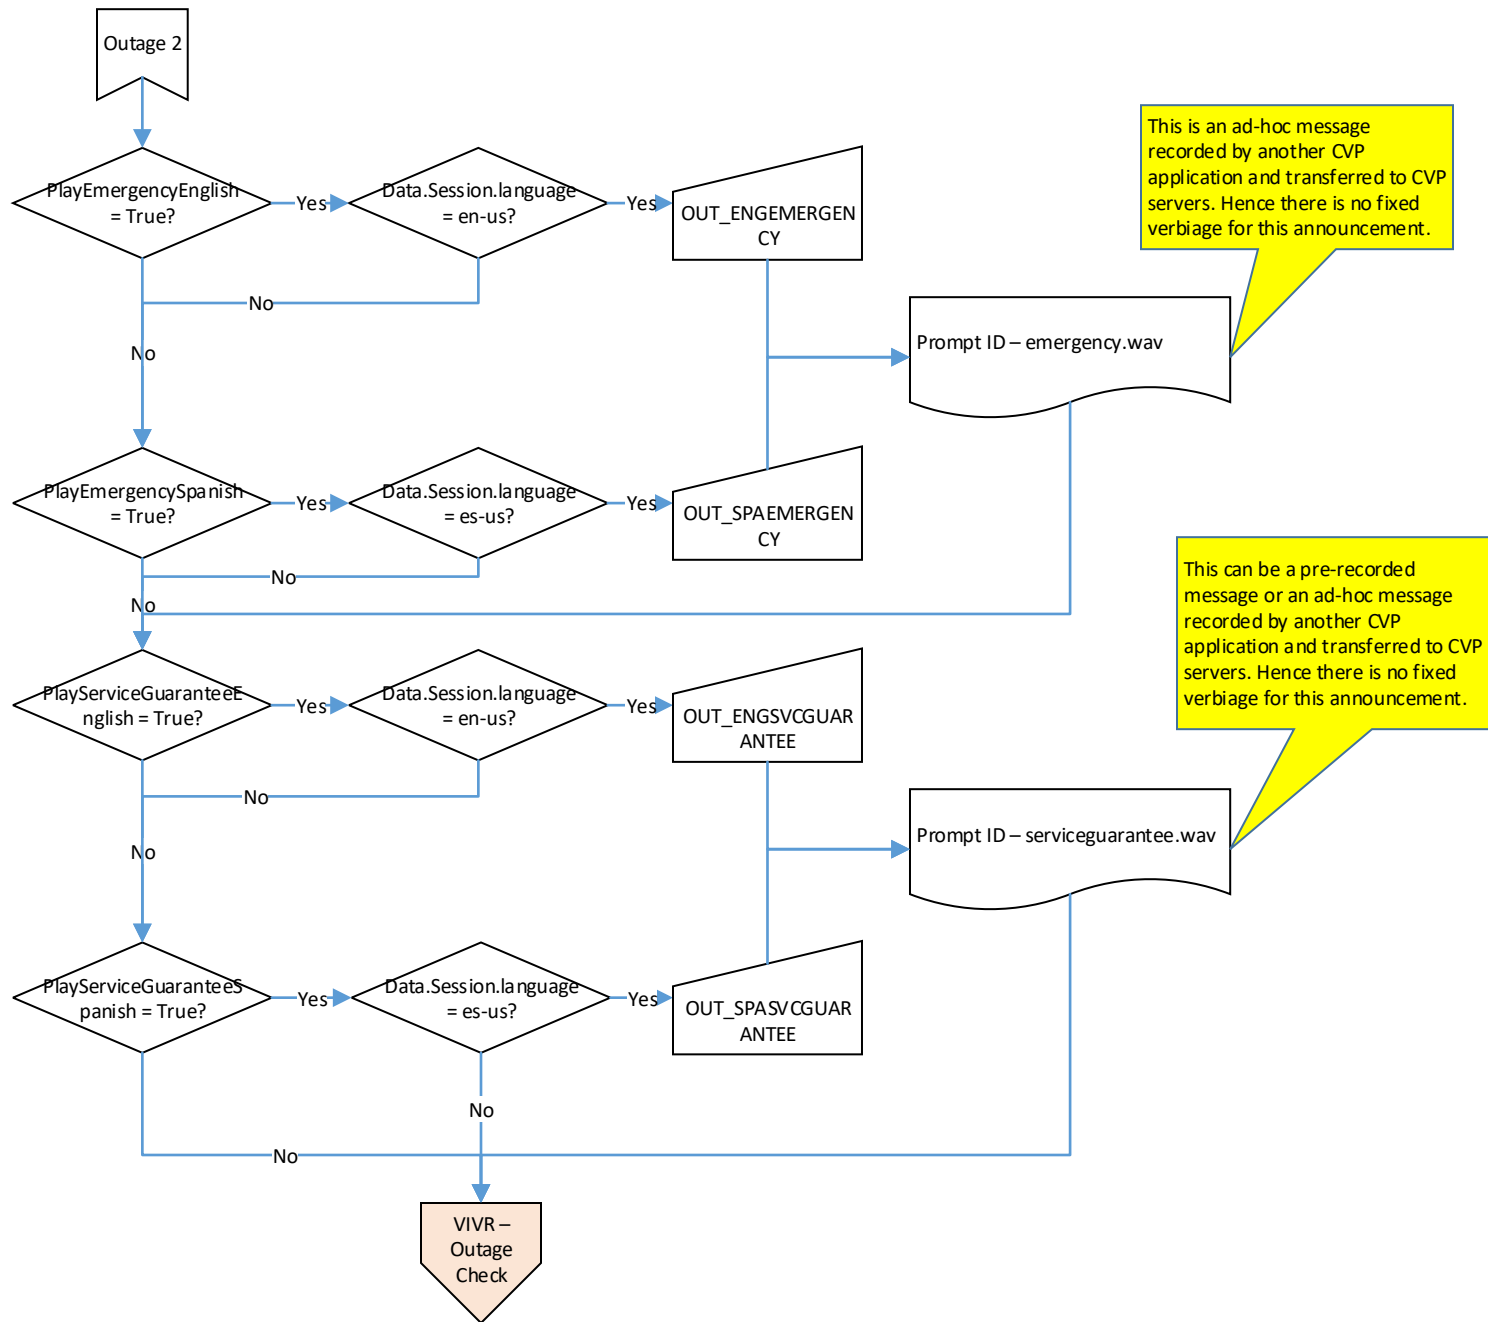 Outage 2
This is an ad-hoc message
recorded by another CVP
application and transferred to CVP
servers. Hence there is no fixed
verbiage for this announcement.
PlayEmergencyEnglish
= True?
Yes
Data.Session.language
= en-us?
Yes
OUT_ENGEMERGEN
CY
No
No
Prompt ID – emergency.wav
PlayEmergencySpanish
= True?
Yes
Data.Session.language
= es-us?
Yes
OUT_SPAEMERGEN
CY
No
No
This can be a pre-recorded
message or an ad-hoc message
recorded by another CVP
application and transferred to CVP
servers. Hence there is no fixed
verbiage for this announcement.
PlayServiceGuaranteeE
nglish = True?
Yes
Data.Session.language
= en-us?
Yes
OUT_ENGSVCGUAR
ANTEE
No
No
Prompt ID – serviceguarantee.wav
PlayServiceGuaranteeS
panish = True?
Yes
Data.Session.language
= es-us?
Yes
OUT_SPASVCGUAR
ANTEE
No
No
VIVR –
Outage
Check